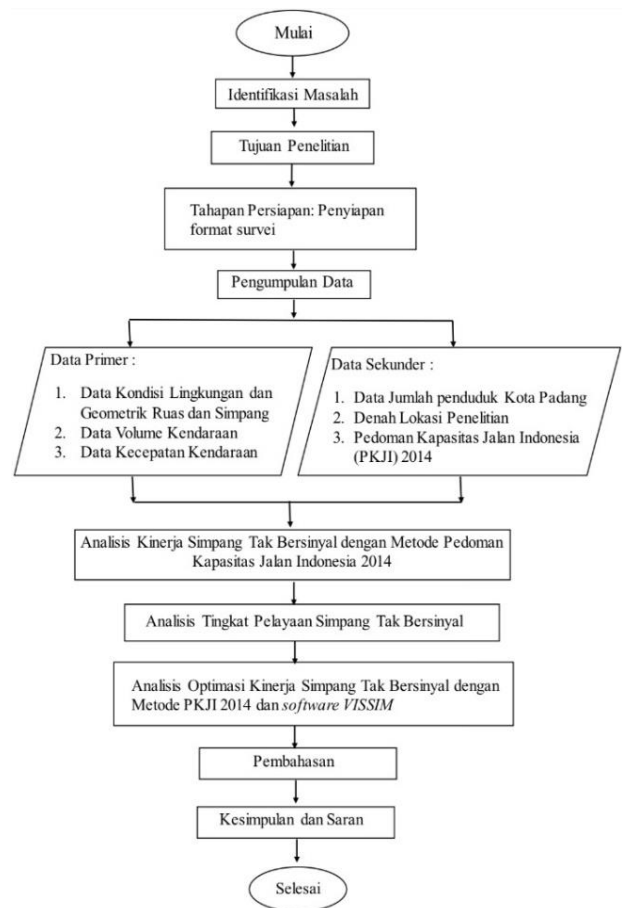 Mulai
Identifikasi Masalah
Tujuan Penelitian
Tahapan Persiapan: Penyiapan
format survei
Pengumpulan Data
Data Primer :
1. Data Kondisi Lingkungan dan
Geometrik Ruas dan Simpang
2. Data Volume Kendaraan
3. Data Kecepatan Kendaraan
Data Sekunder :
1. Data Jumlah penduduk Kota Padang
2. Denah Lokasi Penelitian
3. Pedoman Kapasitas Jalan Indonesia
(PKJI) 2014
Analisis Kinerja Simpang Tak Bersinyal dengan Metode Pedoman
Kapasitas Jalan Indonesia 2014
Analisis Tingkat Pelayaan Simpang Tak Bersinyal
Analisis Optimasi Kinerja Simpang Tak Bersinyal dengan
Metode PKJI 2014 dan software VISSIM
Pembahasan
Kesimpulan dan Saran
Selesai